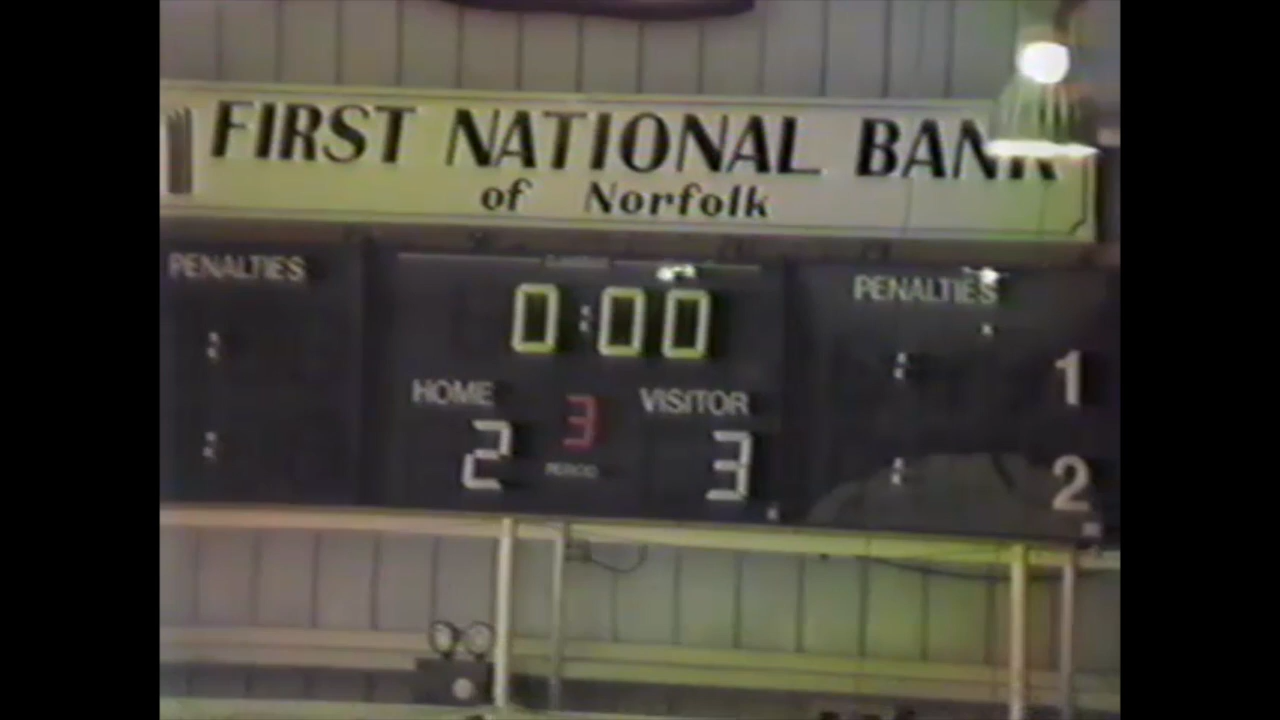 FIRST NATIONAL BANK
of Norfolk
PENALTIES
0:00
PENALTIES
HOME
3
VISITOR
1
2
PERIOD
3
2